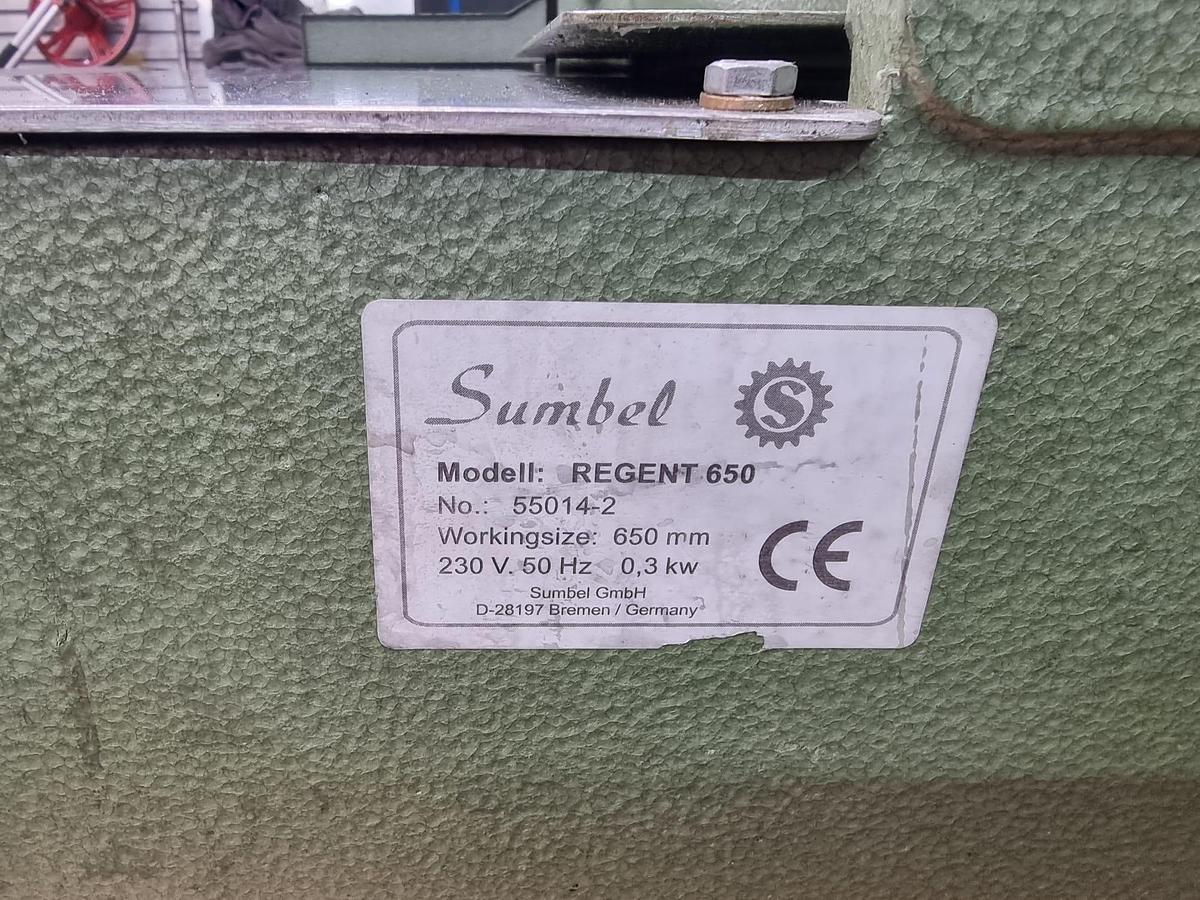 Sumbel S
Modell: REGENT 650
No.: 55014-2
Workingsize: 650 mm
230 V. 50 Hz 0,3 kw
CE
Sumbel GmbH
D-28197 Bremen / Germany